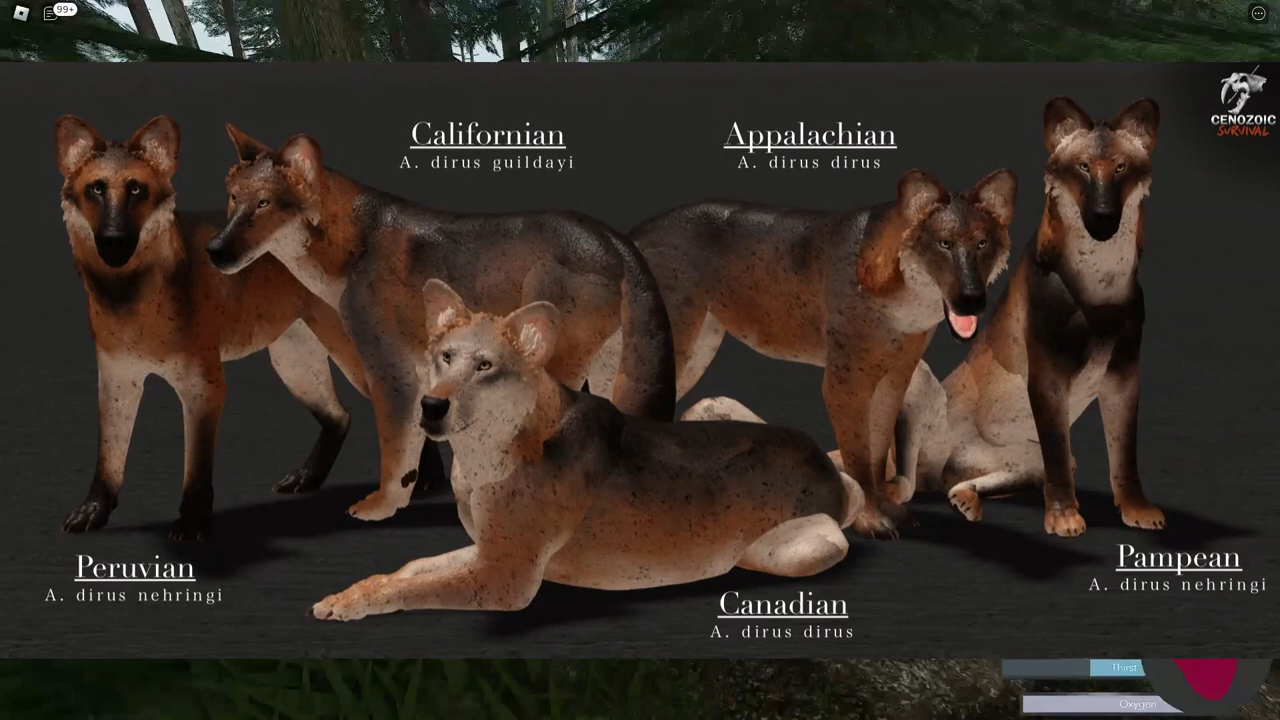 99+
CENOZOIC
SURVIVAL
Californian
A. dirus guildayi
Appalachian
A. dirus dirus
Peruvian
A. dirus nehringi
Pampean
A. dirus nehringi
Canadian
A. dirus dirus
Thirst
Oxygen